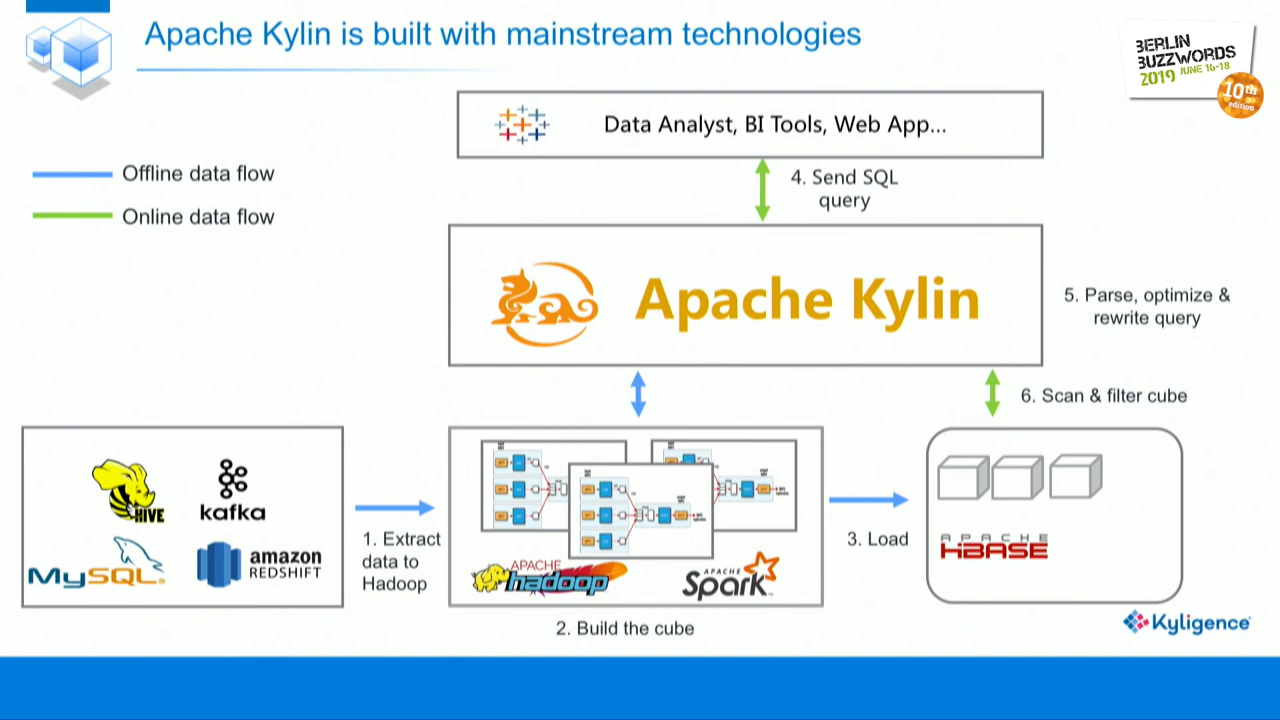 Apache Kylin is built with mainstream technologies
BERLIN
BUZZWORDS
2019 JUNE 16-18
10th
edition
Data Analyst, BI Tools, Web App...
Offline data flow
Online data flow
4. Send SQL
query
Apache Kylin
5. Parse, optimize &
rewrite query
6. Scan & filter cube
HIVE
kafka
MySQL
amazon
REDSHIFT
1. Extract
data to
Hadoop
APACHE
hadoop
APACHE
Spark
2. Build the cube
3. Load
APACHE
HBASE
Kyligence